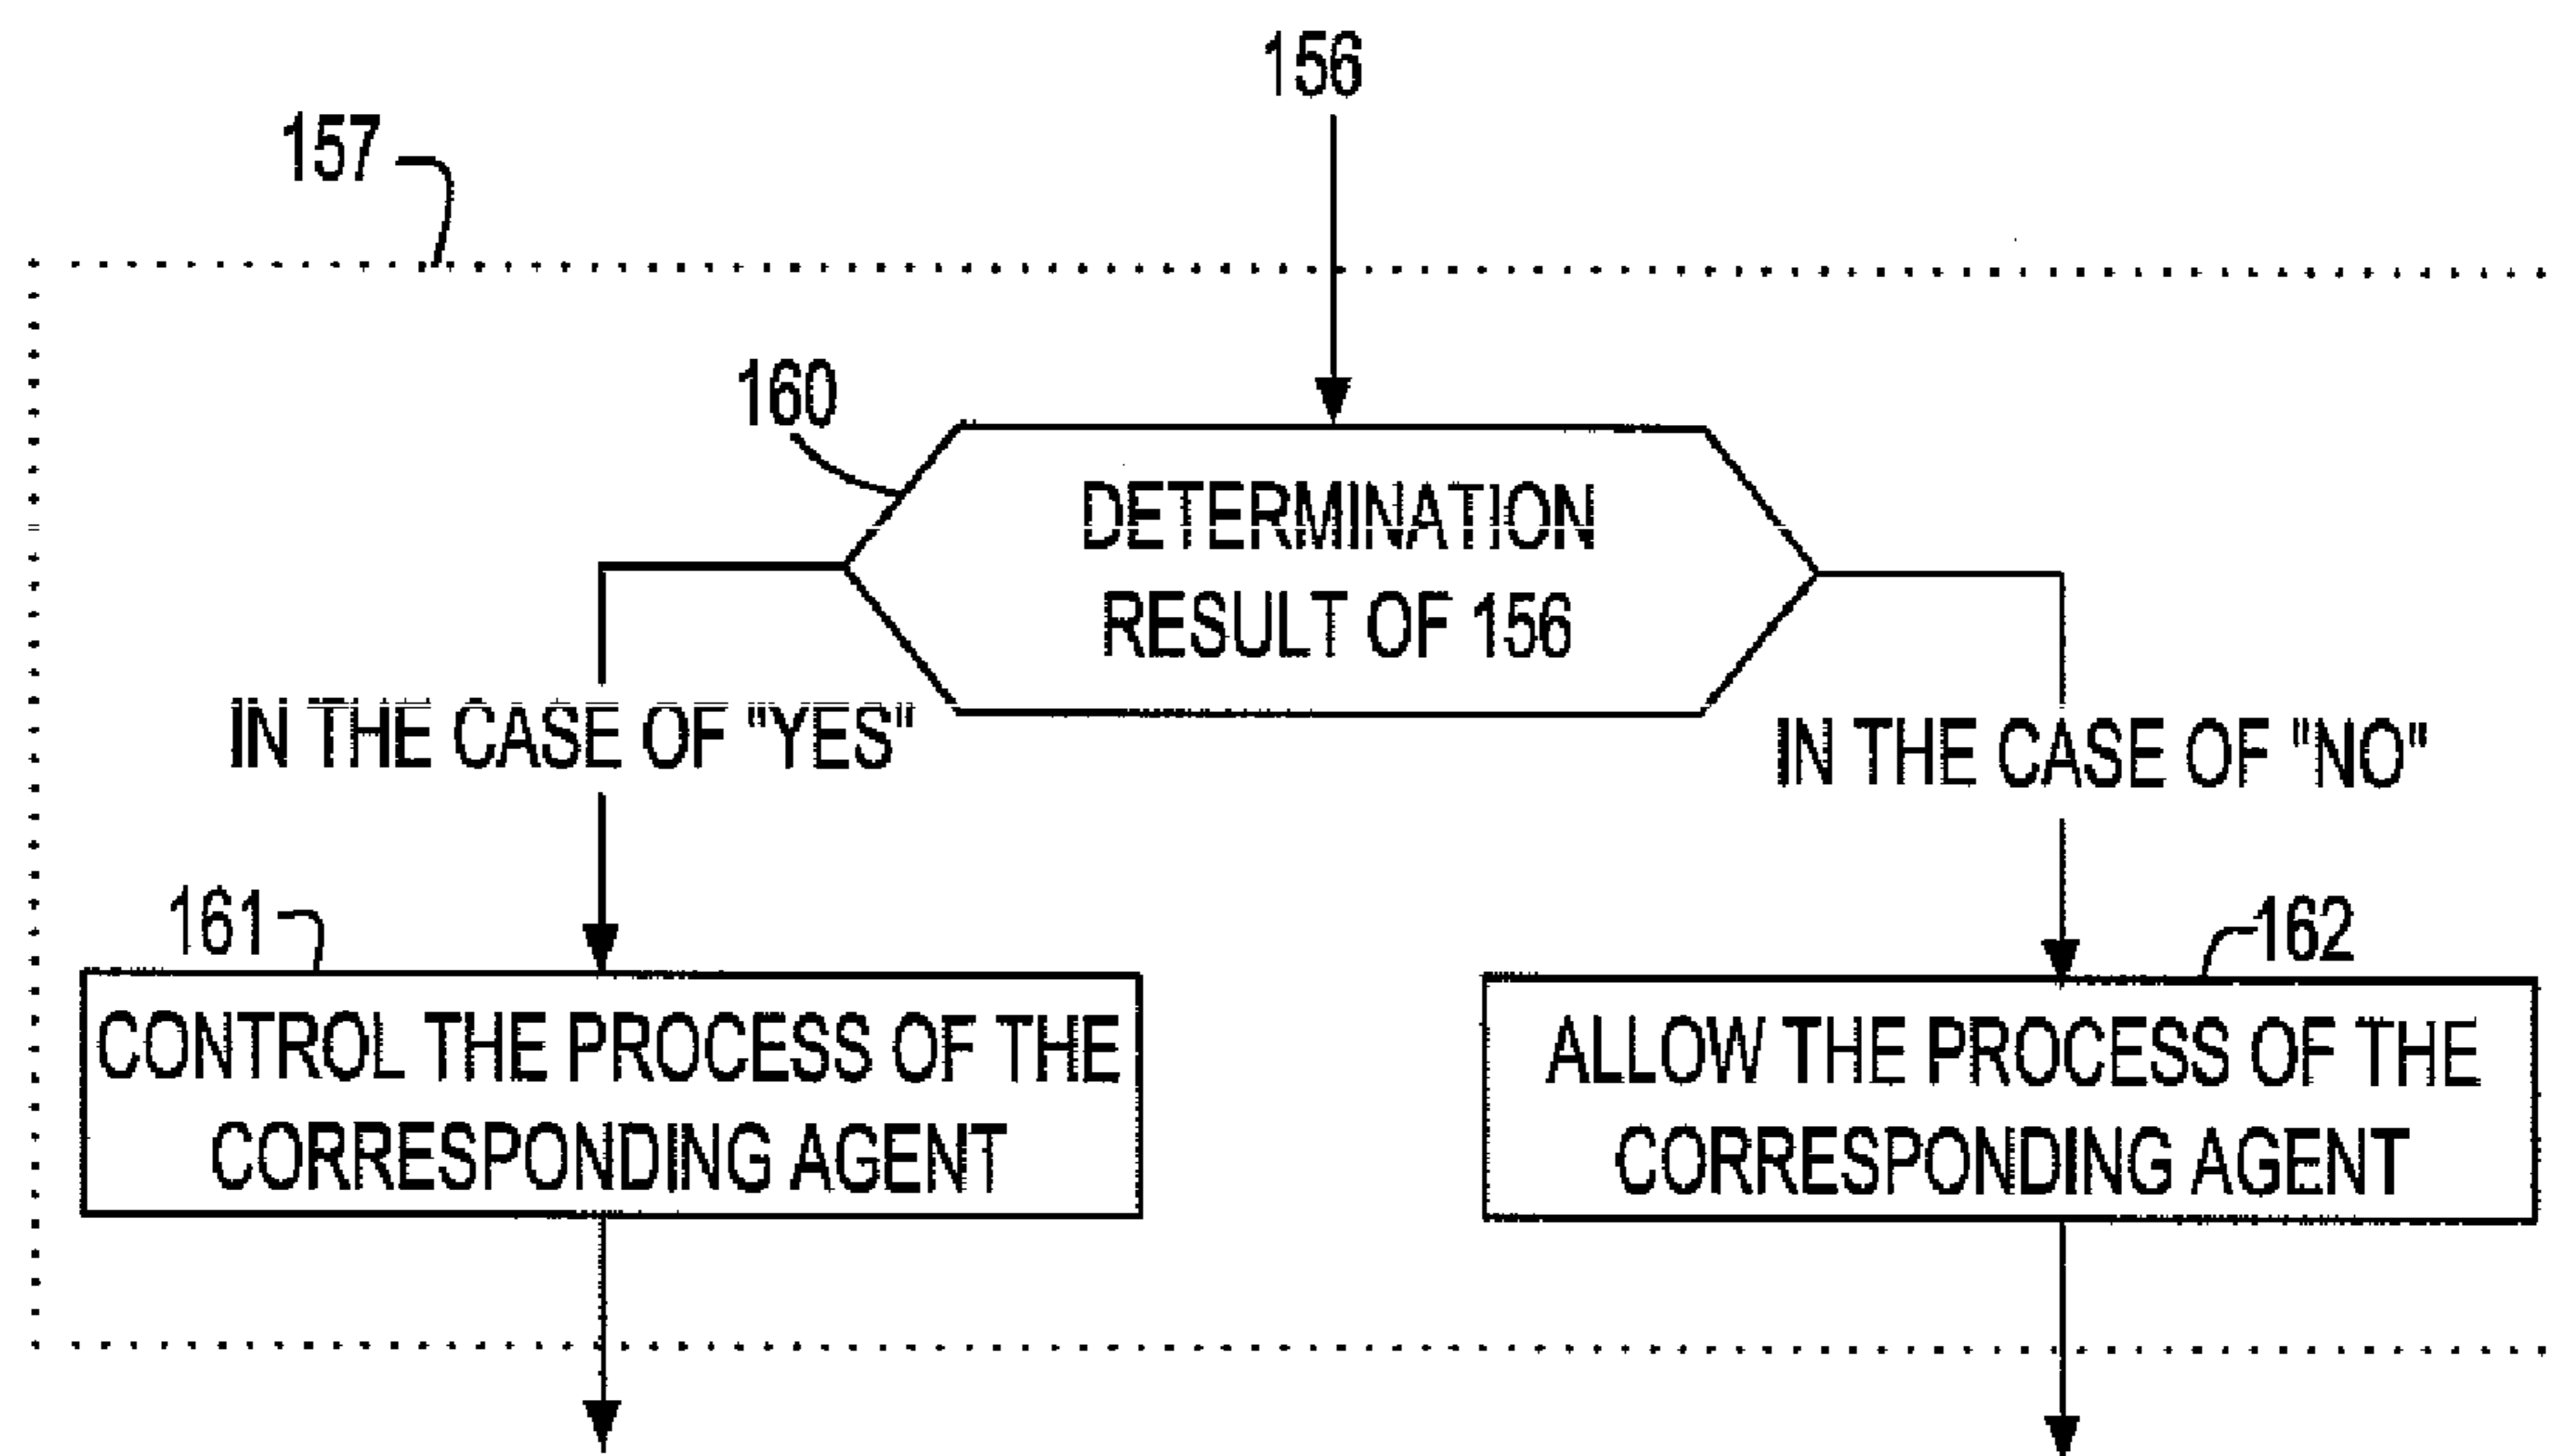 156
157
160
DETERMINATION
RESULT OF 156
IN THE CASE OF "YES"
IN THE CASE OF "NO"
161
162
CONTROL THE PROCESS OF THE
CORRESPONDING AGENT
ALLOW THE PROCESS OF THE
CORRESPONDING AGENT